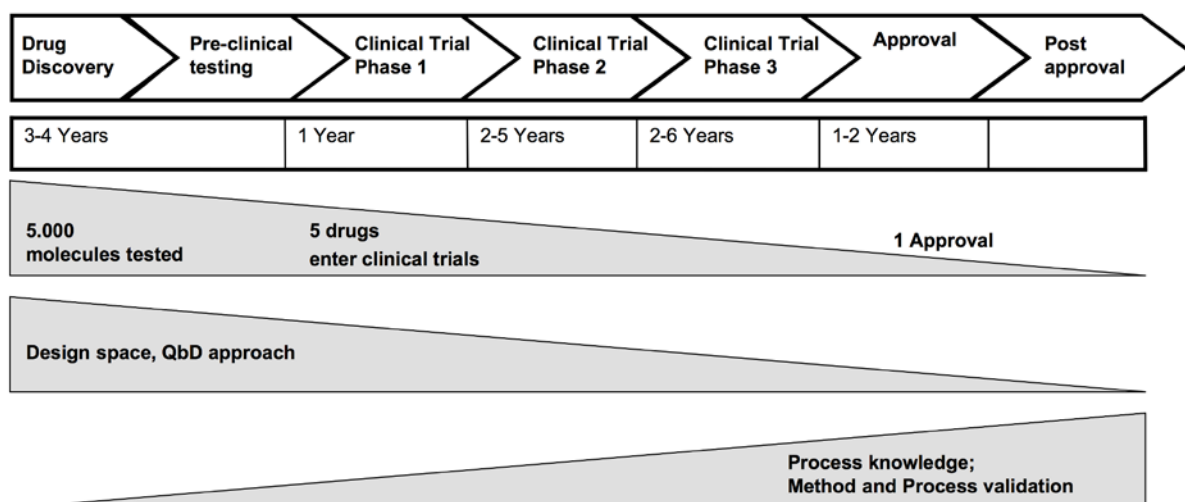 Drug
Discovery
Pre-clinical
testing
Clinical Trial
Phase 1
Clinical Trial
Phase 2
Clinical Trial
Phase 3
Approval
Post
approval
3-4 Years
1 Year
2-5 Years
2-6 Years
1-2 Years
5.000
molecules tested
5 drugs
enter clinical trials
1 Approval
Design space, QbD approach
Process knowledge;
Method and Process validation